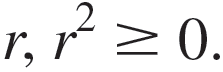 r, r² ≥ 0.